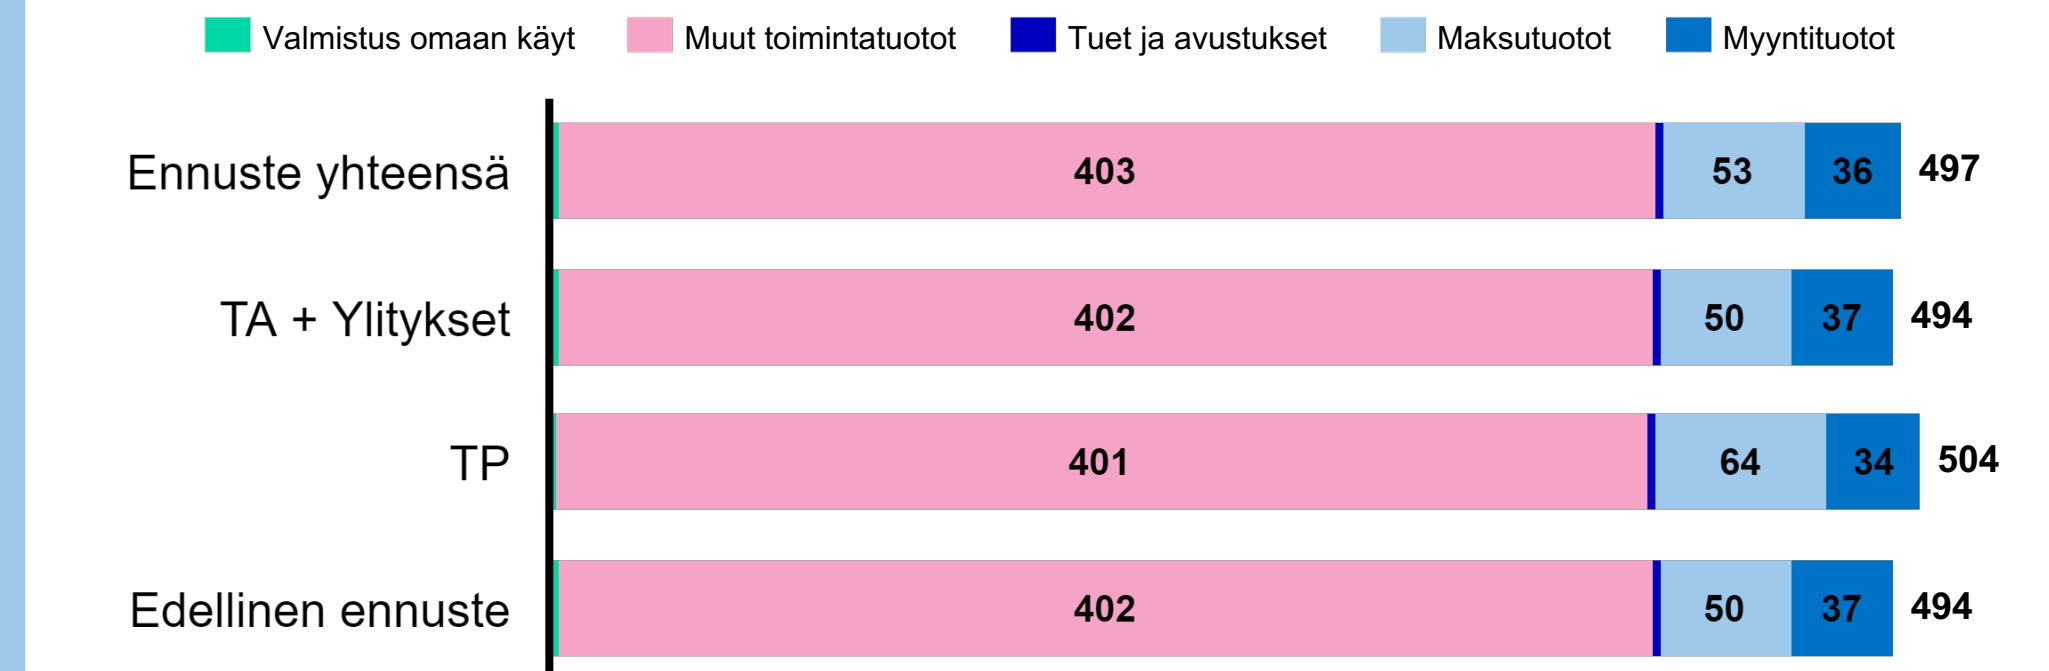 Valmistus omaan käyt Muut toimintatuotot Tuet ja avustukset Maksutuotot Myyntituotot
Ennuste yhteensä 403 53 36 497
TA + Ylitykset 402 50 37 494
TP 401 64 34 504
Edellinen ennuste 402 50 37 494